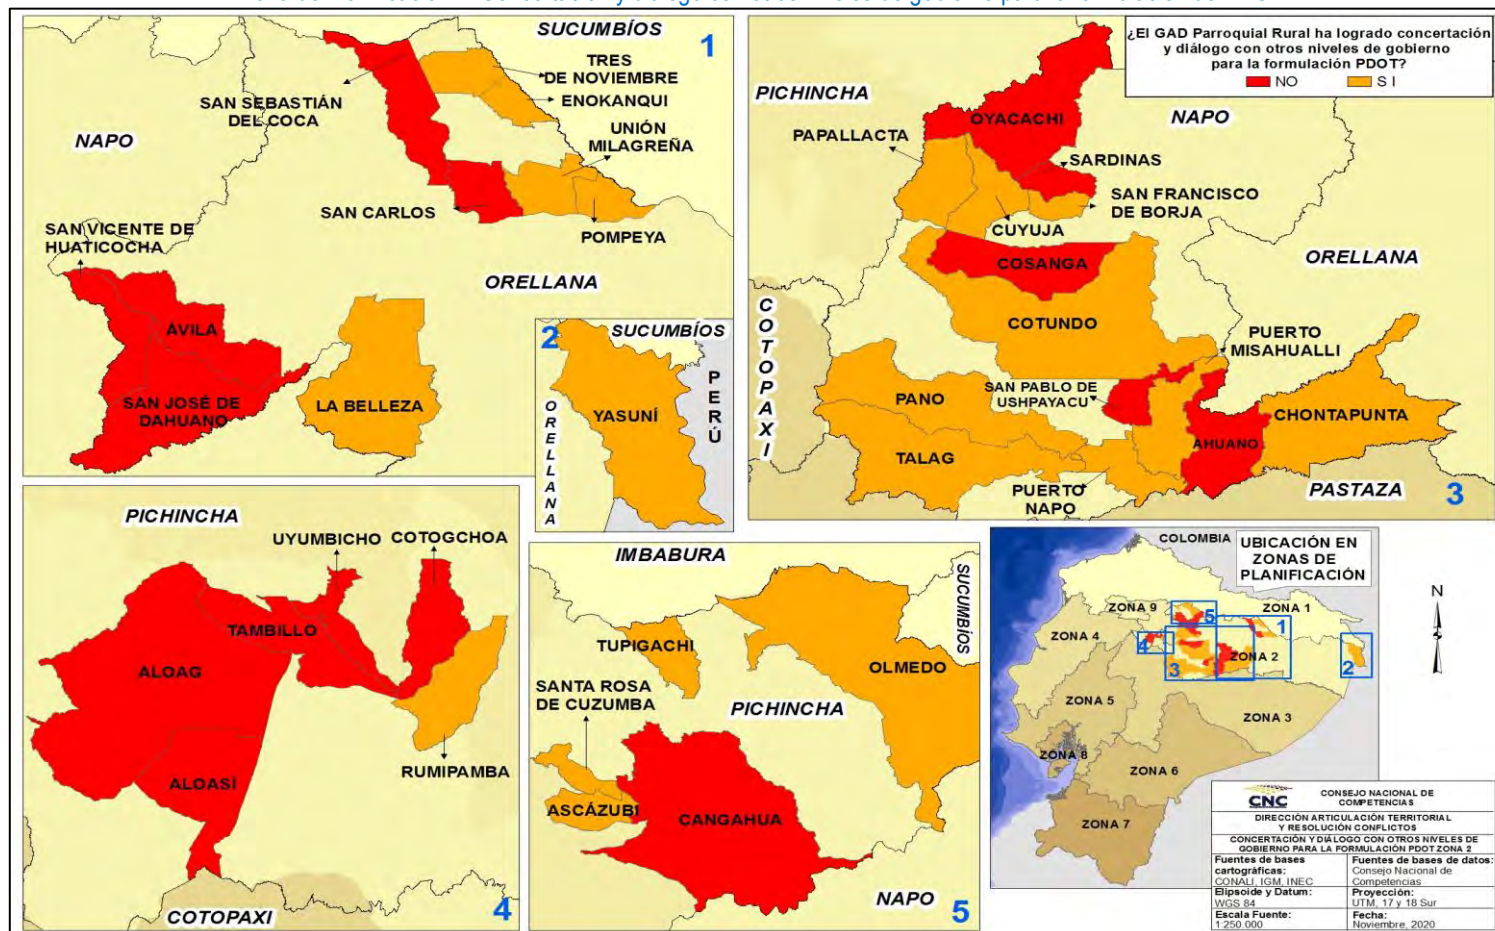 SUCUMBÍOS
1
TRES
DE NOVIEMBRE
ENOKANQUI
SAN SEBASTIÁN
DEL COCA
UNIÓN
MILAGREÑA
NAPO
SAN CARLOS
POMPEYA
SAN VICENTE DE
HUATICOCHA
ORELLANA
ÁVILA
SAN JOSÉ DE
DAHUANO
LA BELLEZA
2
SUCUMBÍOS
YASUNÍ
PERÚ
ORELLANA
¿El GAD Parroquial Rural ha logrado concertación
y diálogo con otros niveles de gobierno
para la formulación PDOT?
NO
SI
PICHINCHA
OYACACHI
NAPO
PAPALLACTA
SARDINAS
SAN FRANCISCO
DE BORJA
CUYUJA
COSANGA
ORELLANA
COTOPAXI
COTUNDO
PUERTO
MISAHUALLI
SAN PABLO DE
USHPAYACU
PANO
CHONTAPUNTA
AHUANO
TALAG
PUERTO
NAPO
PASTAZA
3
PICHINCHA
UYUMBICHO
COTOGCHOA
TAMBILLO
ALOAG
ALOASÍ
RUMIPAMBA
COTOPAXI
4
IMBABURA
SUCUMBÍOS
TUPIGACHI
OLMEDO
SANTA ROSA
DE CUZUMBA
PICHINCHA
ASCÁZUBI
CANGAHUA
NAPO
5
COLOMBIA
UBICACIÓN EN
ZONAS DE
PLANIFICACIÓN
N
ZONA 9
ZONA 1
5
1
ZONA 4
4
3
ZONA 2
2
ZONA 5
ZONA 3
ZONA 8
ZONA 6
ZONA 7
CNC
CONSEJO NACIONAL DE
COMPETENCIAS
DIRECCIÓN ARTICULACIÓN TERRITORIAL
Y RESOLUCIÓN CONFLICTOS
CONCERTACIÓN Y DIÁLOGO CON OTROS NIVELES DE
GOBIERNO PARA LA FORMULACIÓN PDOT ZONA 2
Fuentes de bases
cartográficas:
CONALI, IGM, INEC
Fuentes de bases de datos:
Consejo Nacional de
Competencias
Elipsoide y Datum:
WGS 84
Proyección:
UTM, 17 y 18 Sur
Escala Fuente:
1:250.000
Fecha:
Noviembre, 2020